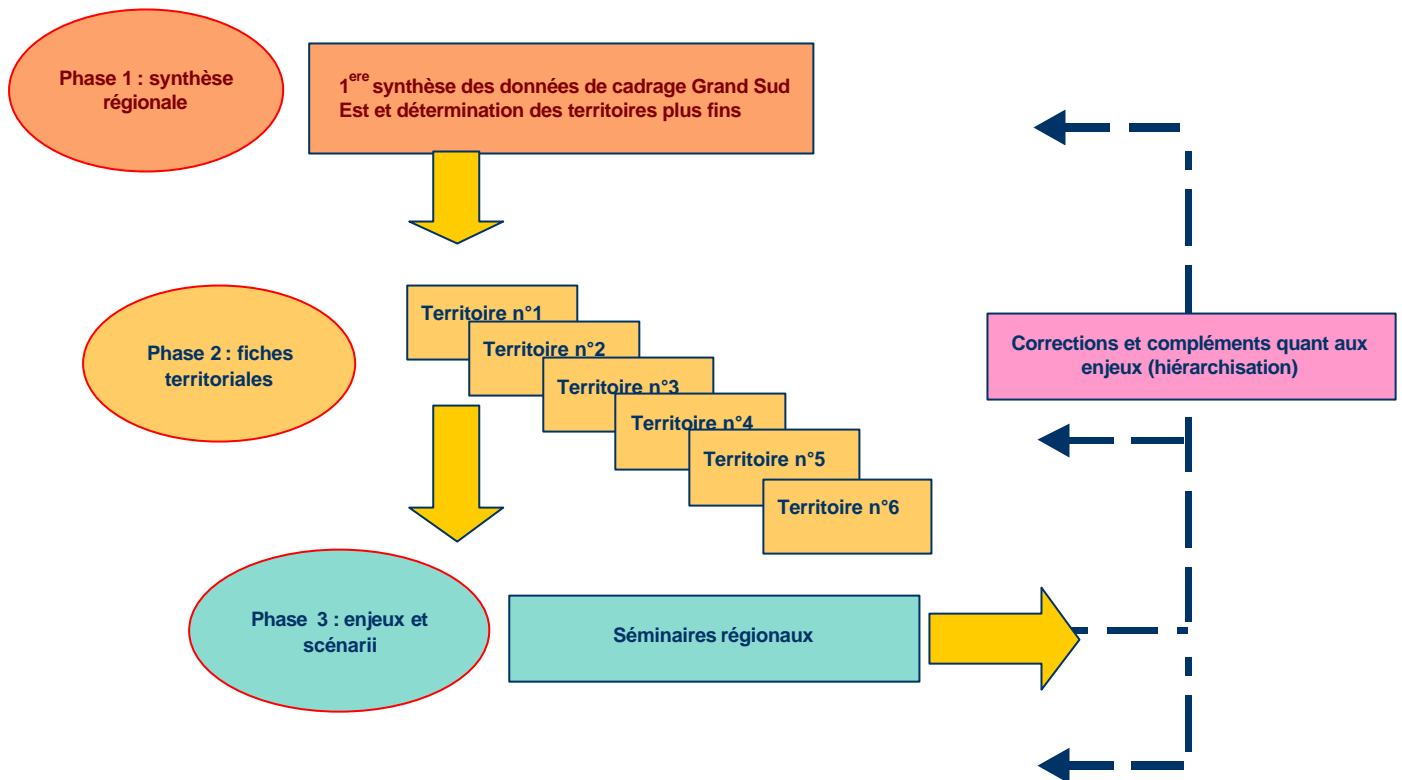 Phase 1 : synthèse
régionale
1ere synthèse des données de cadrage Grand Sud
Est et détermination des territoires plus fins
Phase 2 : fiches
territoriales
Territoire n°1
Territoire n°2
Territoire n°3
Territoire n°4
Territoire n°5
Territoire n°6
Corrections et compléments quant aux
enjeux (hiérarchisation)
Phase 3 : enjeux et
scénarii
Séminaires régionaux